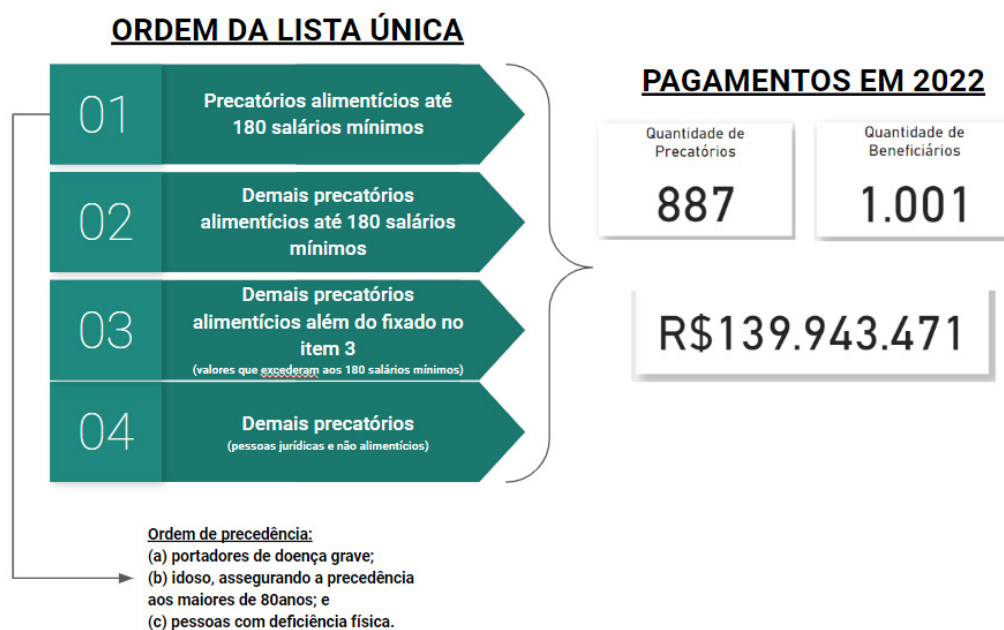 ORDEM DA LISTA ÚNICA
01
Precatórios alimentícios até
180 salários mínimos
02
Demais precatórios
alimentícios até 180 salários
mínimos
03
Demais precatórios
alimentícios além do fixado no
item 3
(valores que excederam aos 180 salários mínimos)
04
Demais precatórios
(pessoas jurídicas e não alimentícios)
Ordem de precedência:
(a) portadores de doença grave;
(b) idoso, assegurando a precedência
aos maiores de 80anos; e
(c) pessoas com deficiência física.
PAGAMENTOS EM 2022
Quantidade de
Precatórios
887
Quantidade de
Beneficiários
1.001
R$139.943.471